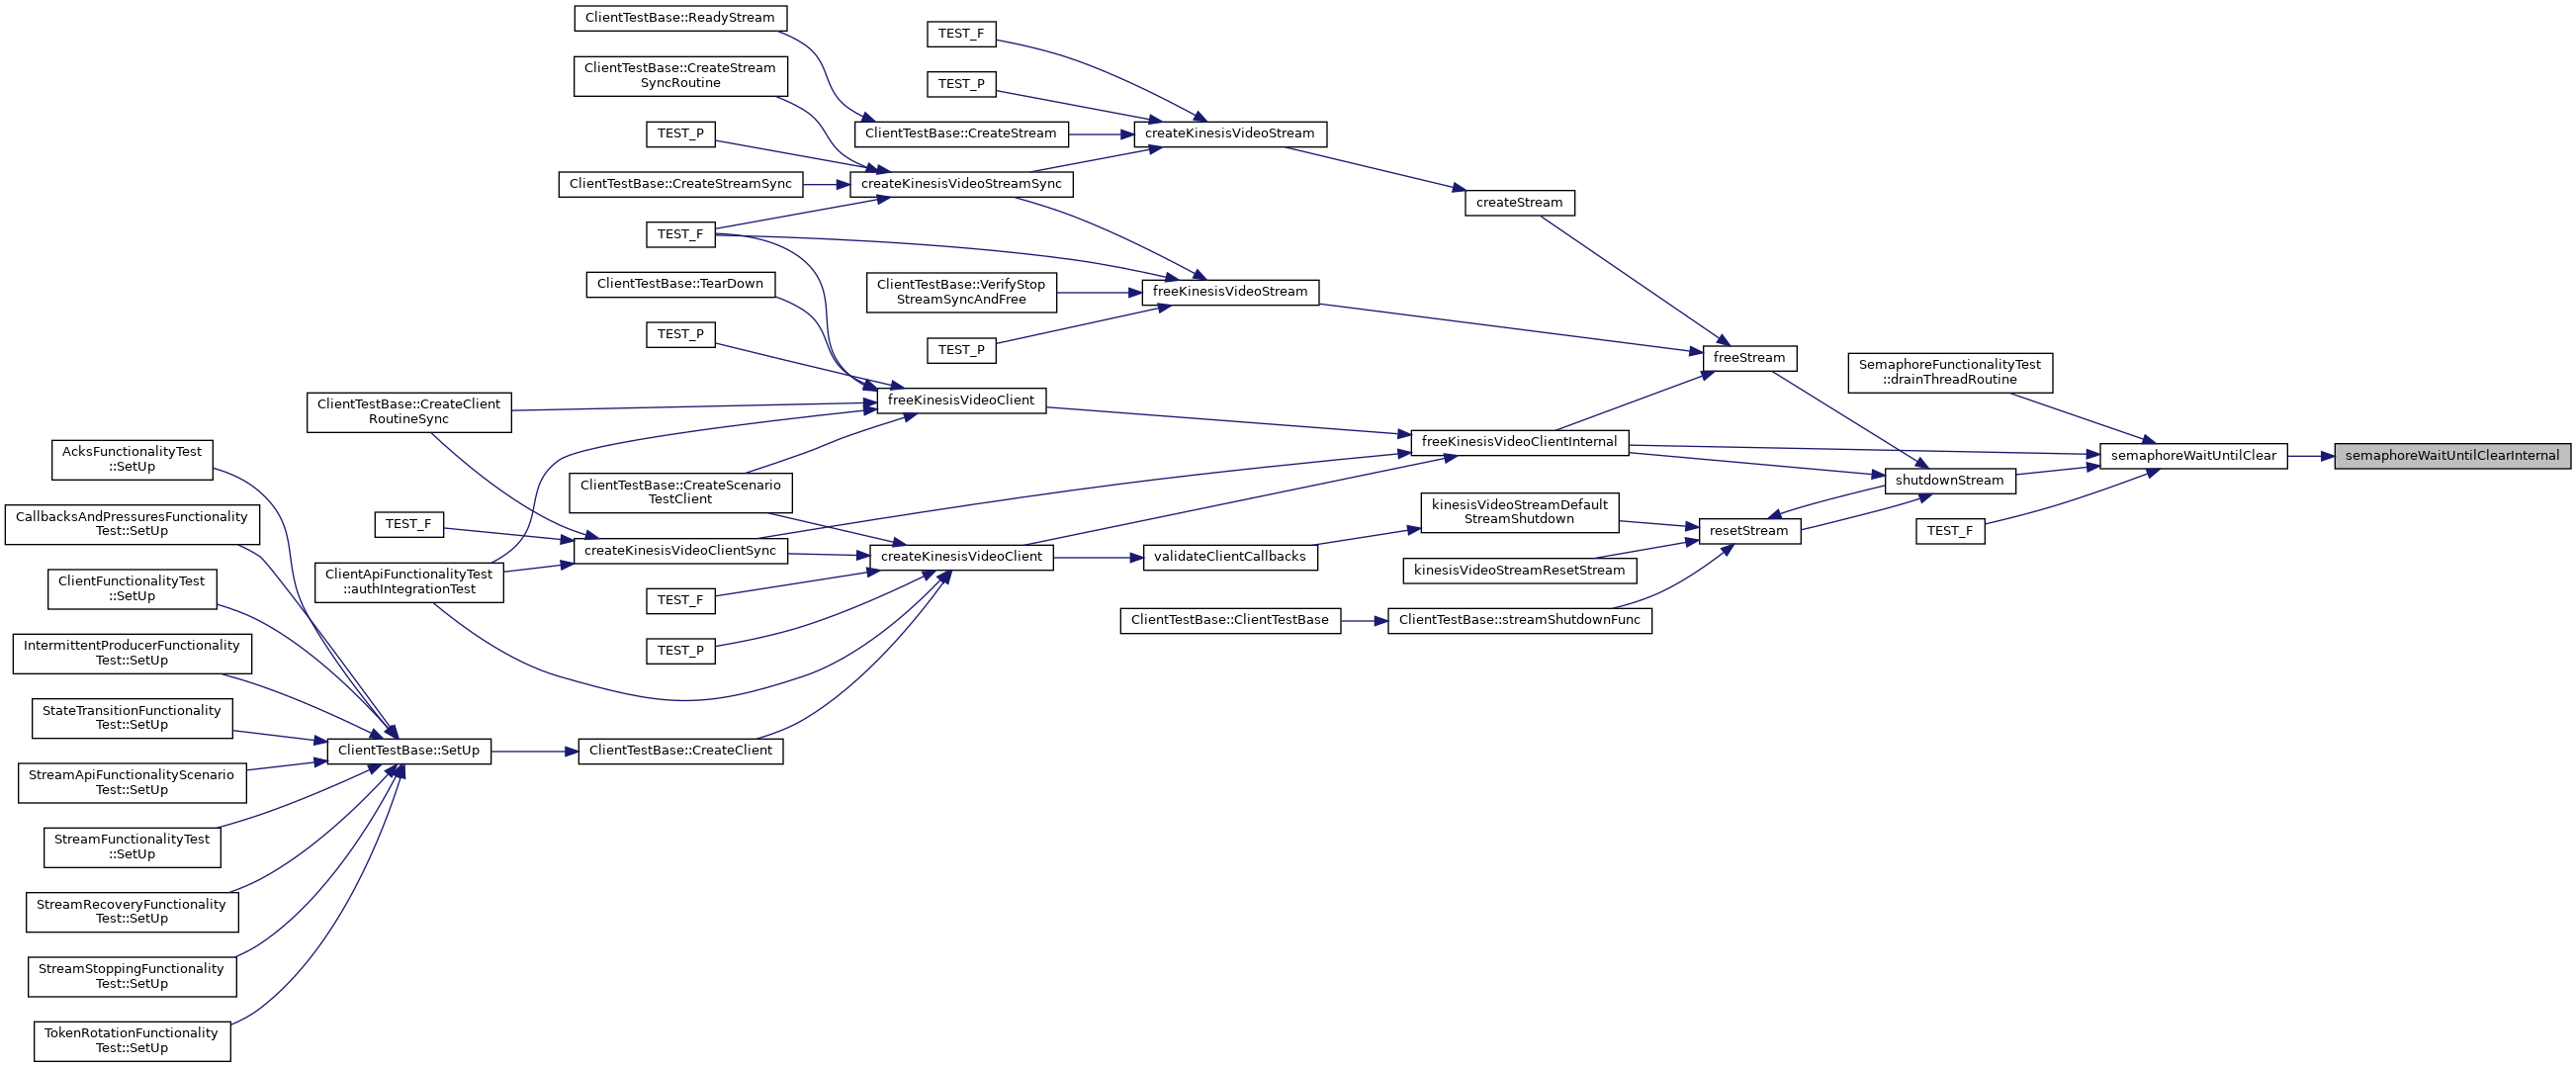 ClientTestBase::ReadyStream
TEST_F
ClientTestBase::CreateStream
SyncRoutine
TEST_P
TEST_P
ClientTestBase::CreateStream
createKinesisVideoStream
ClientTestBase::CreateStreamSync
createKinesisVideoStreamSync
createStream
TEST_F
ClientTestBase::TearDown
ClientTestBase::VerifyStop
StreamSyncAndFree
freeKinesisVideoStream
TEST_P
TEST_P
freeStream
SemaphoreFunctionalityTest
::drainThreadRoutine
ClientTestBase::CreateClient
RoutineSync
freeKinesisVideoClient
freeKinesisVideoClientInternal
AcksFunctionalityTest
::SetUp
semaphoreWaitUntilClear
semaphoreWaitUntilClearInternal
shutdownStream
ClientTestBase::CreateScenario
TestClient
CallbacksAndPressuresFunctionality
Test::SetUp
TEST_F
kinesisVideoStreamDefault
StreamShutdown
resetStream
TEST_F
createKinesisVideoClientSync
createKinesisVideoClient
validateClientCallbacks
kinesisVideoStreamResetStream
ClientFunctionalityTest
::SetUp
ClientApiFunctionalityTest
::authIntegrationTest
TEST_F
ClientTestBase::ClientTestBase
ClientTestBase::streamShutdownFunc
IntermittentProducerFunctionality
Test::SetUp
TEST_P
StateTransitionFunctionality
Test::SetUp
ClientTestBase::SetUp
ClientTestBase::CreateClient
StreamApiFunctionalityScenario
Test::SetUp
StreamFunctionalityTest
::SetUp
StreamRecoveryFunctionality
Test::SetUp
StreamStoppingFunctionality
Test::SetUp
TokenRotationFunctionality
Test::SetUp